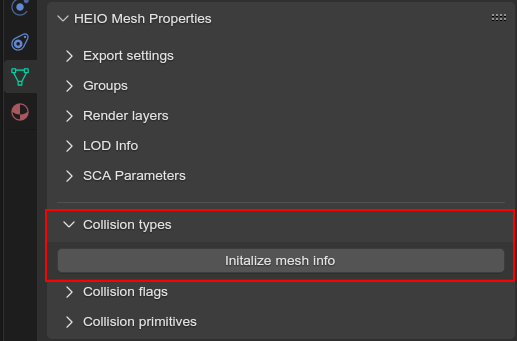 HEIO Mesh Properties
Export settings
Groups
Render layers
LOD Info
SCA Parameters
Collision types
Initalize mesh info
Collision flags
Collision primitives